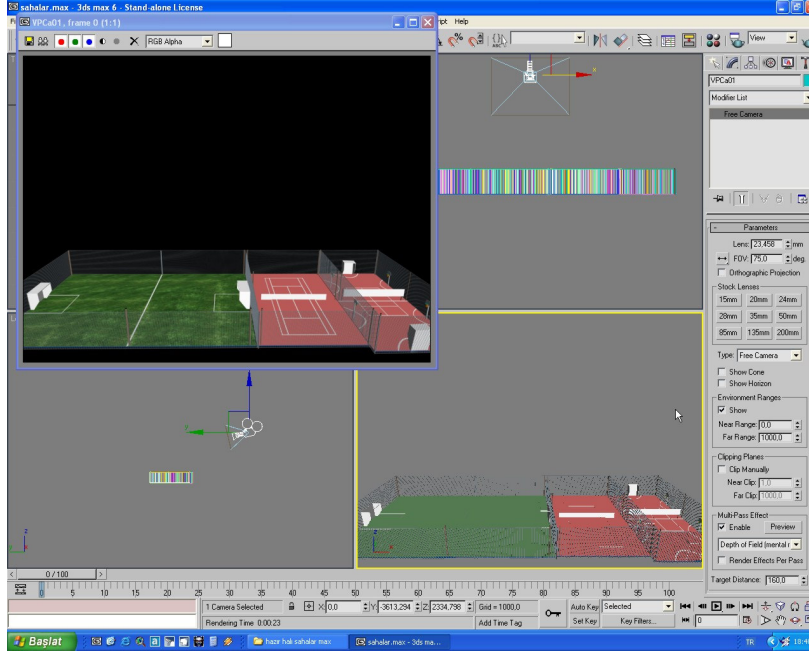 sahalar.max - 3ds max 6 - Stand-alone License
VPCa01, frame 0 (1:1)
ript Help
RGB Alpha
View
VPCa01
Modifier List
Free Camera
Parameters
Lens: 23,458 mm
FOV: 75,0 deg.
Orthographic Projection
Stock Lenses
15mm 20mm 24mm
28mm 35mm 50mm
85mm 135mm 200mm
Type: Free Camera
Show Cone
Show Horizon
Environment Ranges
Show
Near Range: 0,0
Far Range: 1000,0
Clipping Planes
Clip Manually
Near Clip: 1,0
Far Clip: 1000,0
Multi-Pass Effect
Enable Preview
Depth of Field (mental r
Render Effects Per Pass
Target Distance: 160,0
0 / 100
0 5 10 15 20 25 30 35 40 45 50 55 60 65 70 75 80 85 90 95 100
1 Camera Selected X: 0,0 Y: -3613,294 Z: 2334,798 Grid = 1000,0 Auto Key Selected
Rendering Time 0:00:23 Add Time Tag Set Key Key Filters... 0
Başlat hazır halı sahalar max sahalar.max - 3ds ma... TR 18:4